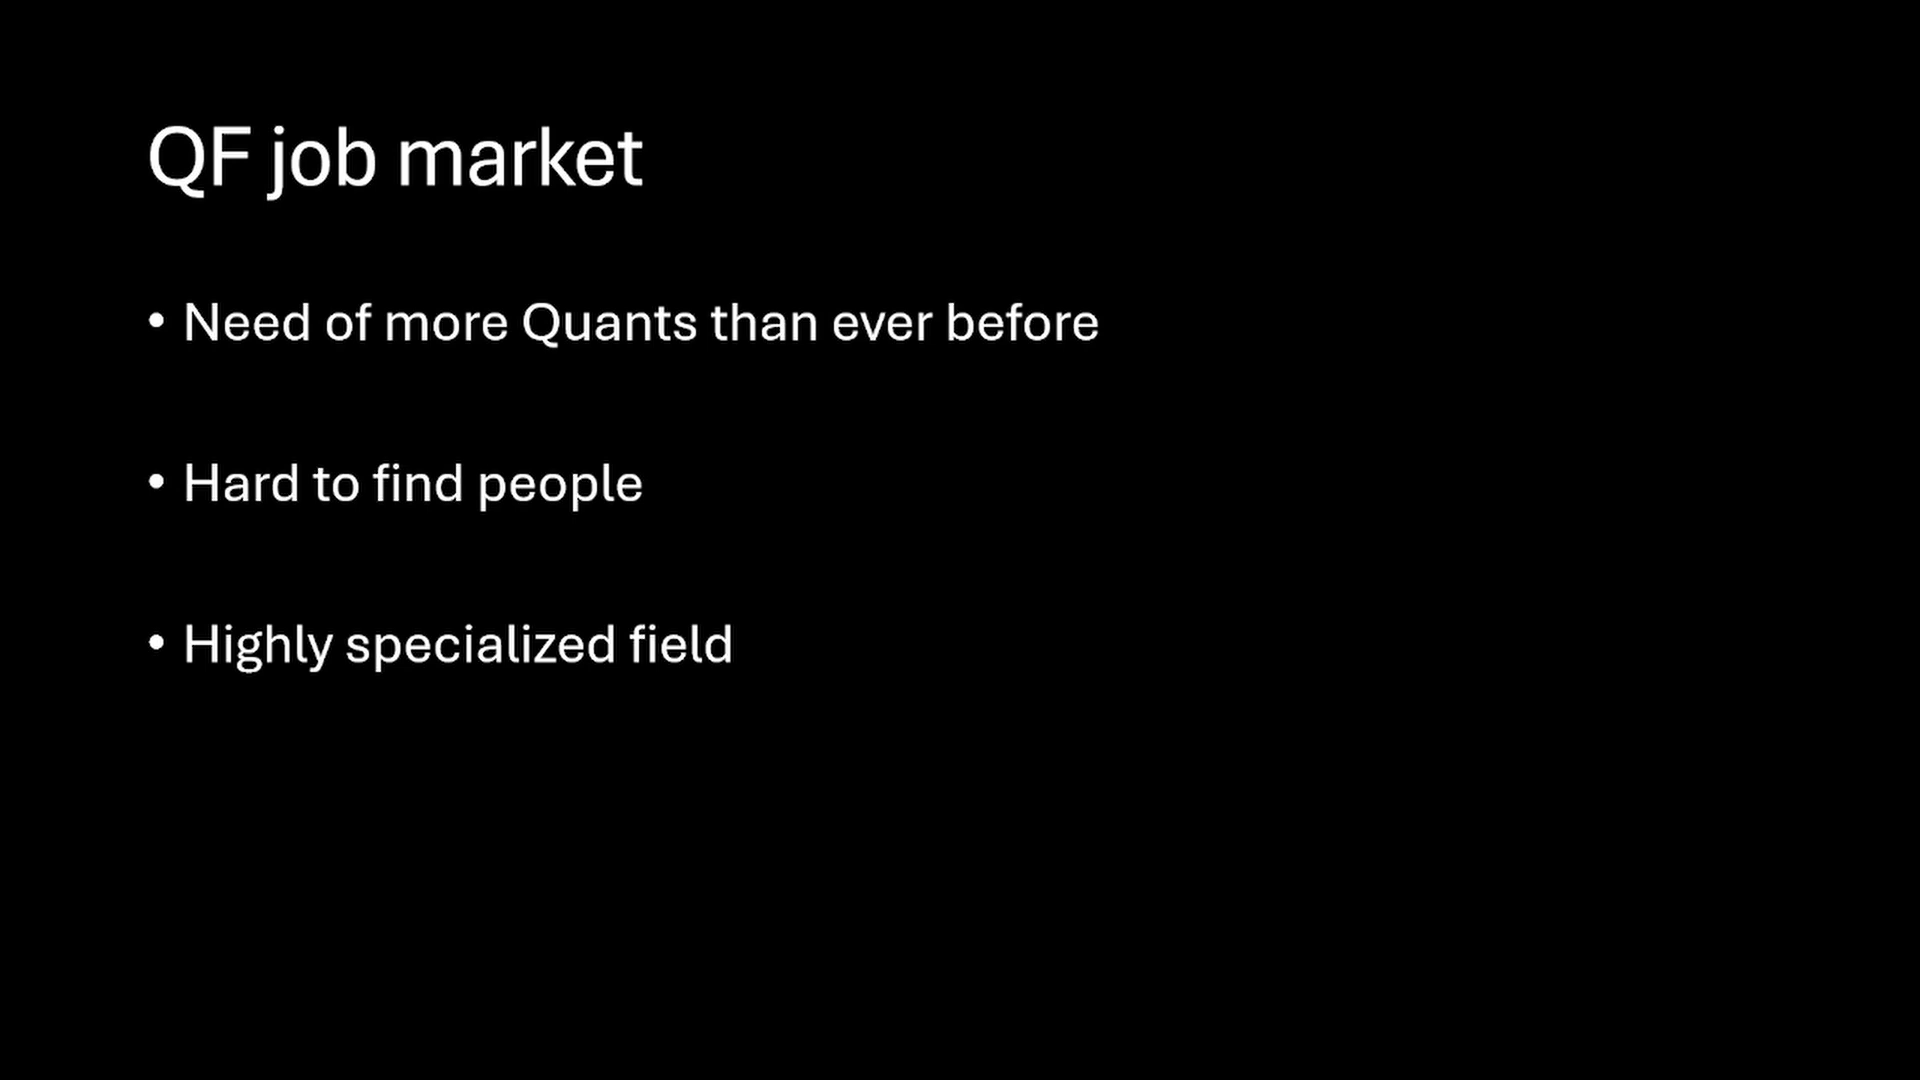 QF job market
• Need of more Quants than ever before
• Hard to find people
• Highly specialized field